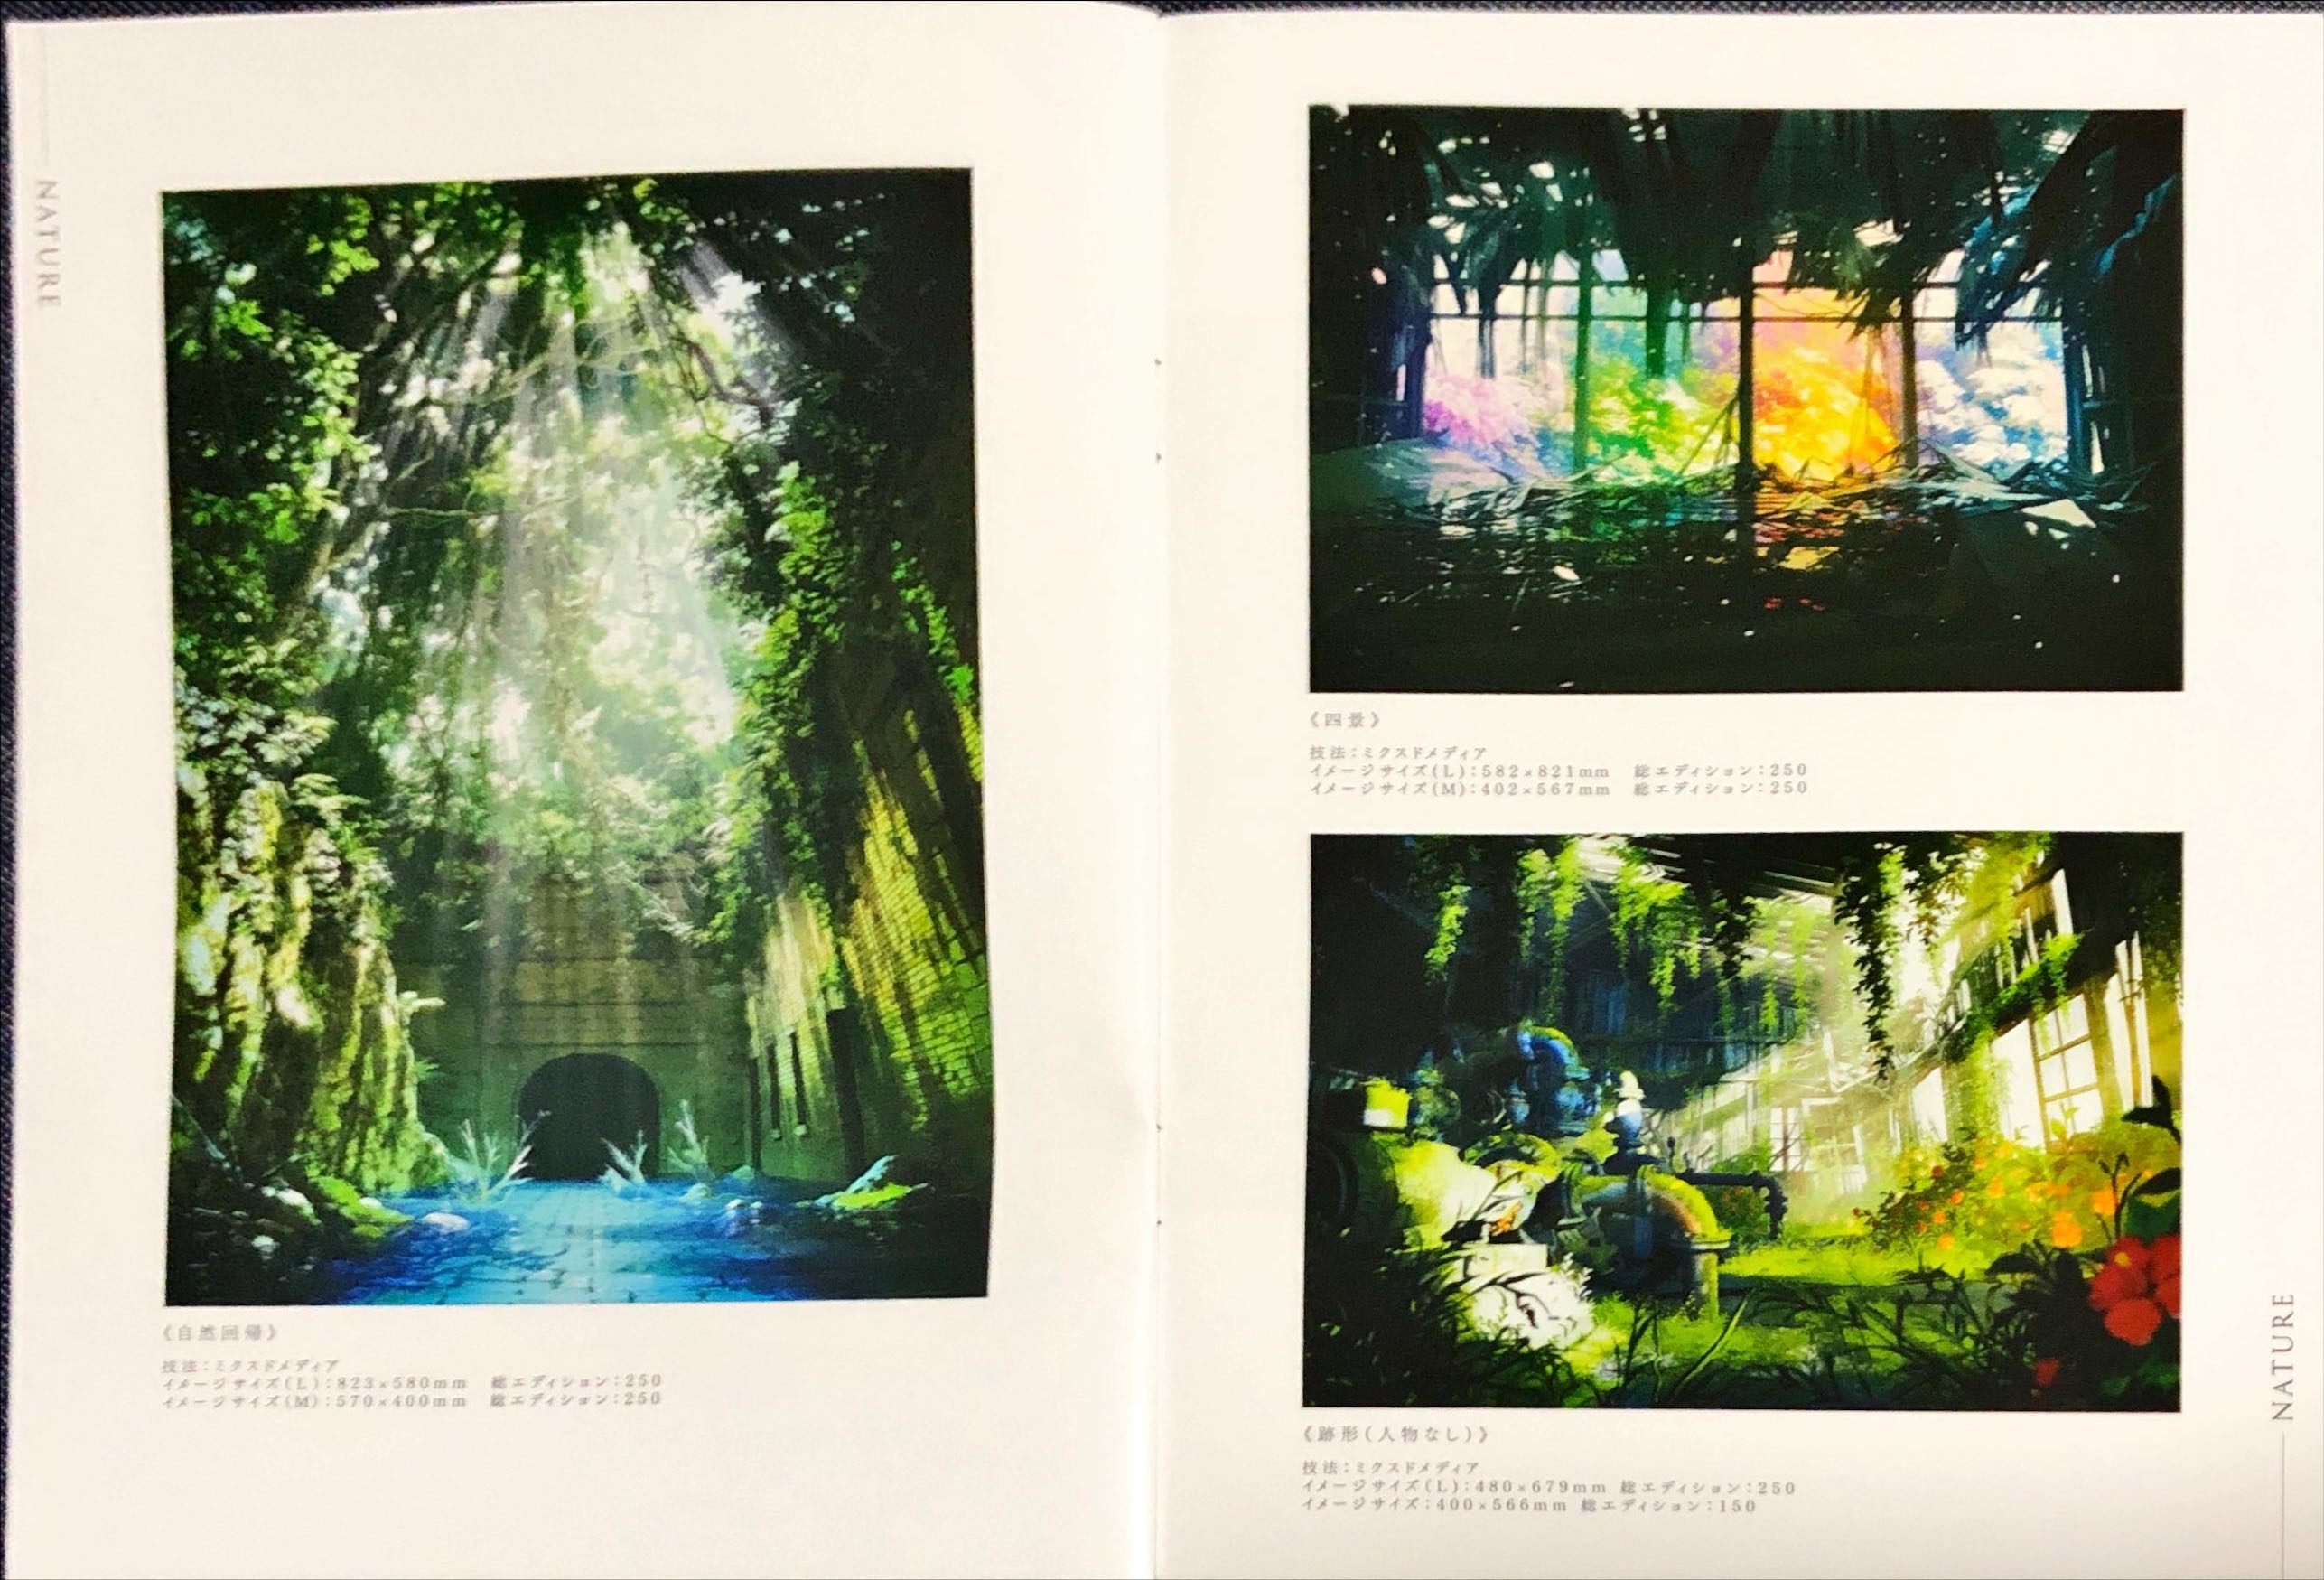 NATURE
《自然回帰》
技法：ミクスドメディア
イメージサイズ(L)：823×580mm 総エディション：250
イメージサイズ(M)：570×400mm 総エディション：250
《四景》
技法：ミクスドメディア
イメージサイズ(L)：582×821mm 総エディション：250
イメージサイズ(M)：402×567mm 総エディション：250
《跡形(人物なし)》
技法：ミクスドメディア
イメージサイズ(L)：480×679mm 総エディション：250
イメージサイズ：400×566mm 総エディション：150
NATURE